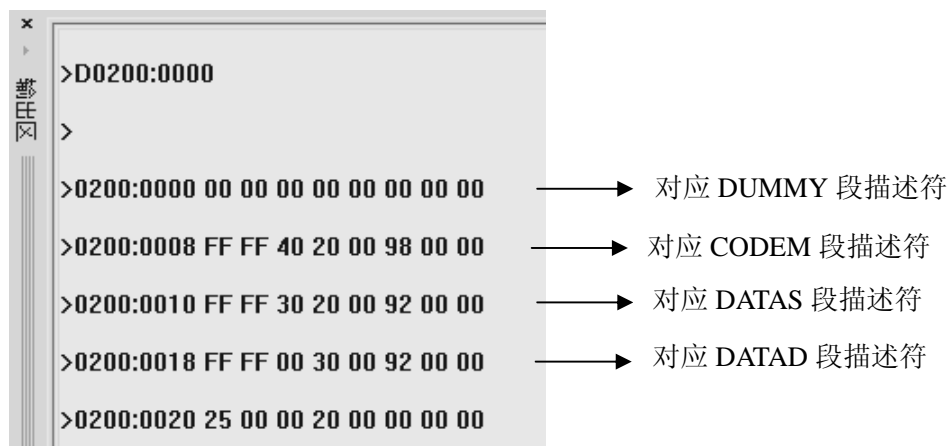 ×
输出区
>D0200:0000
>
>0200:0000 00 00 00 00 00 00 00 00
对应 DUMMY 段描述符
>0200:0008 FF FF 40 20 00 98 00 00
对应 CODEM 段描述符
>0200:0010 FF FF 30 20 00 92 00 00
对应 DATAS 段描述符
>0200:0018 FF FF 00 30 00 92 00 00
对应 DATAD 段描述符
>0200:0020 25 00 00 20 00 00 00 00